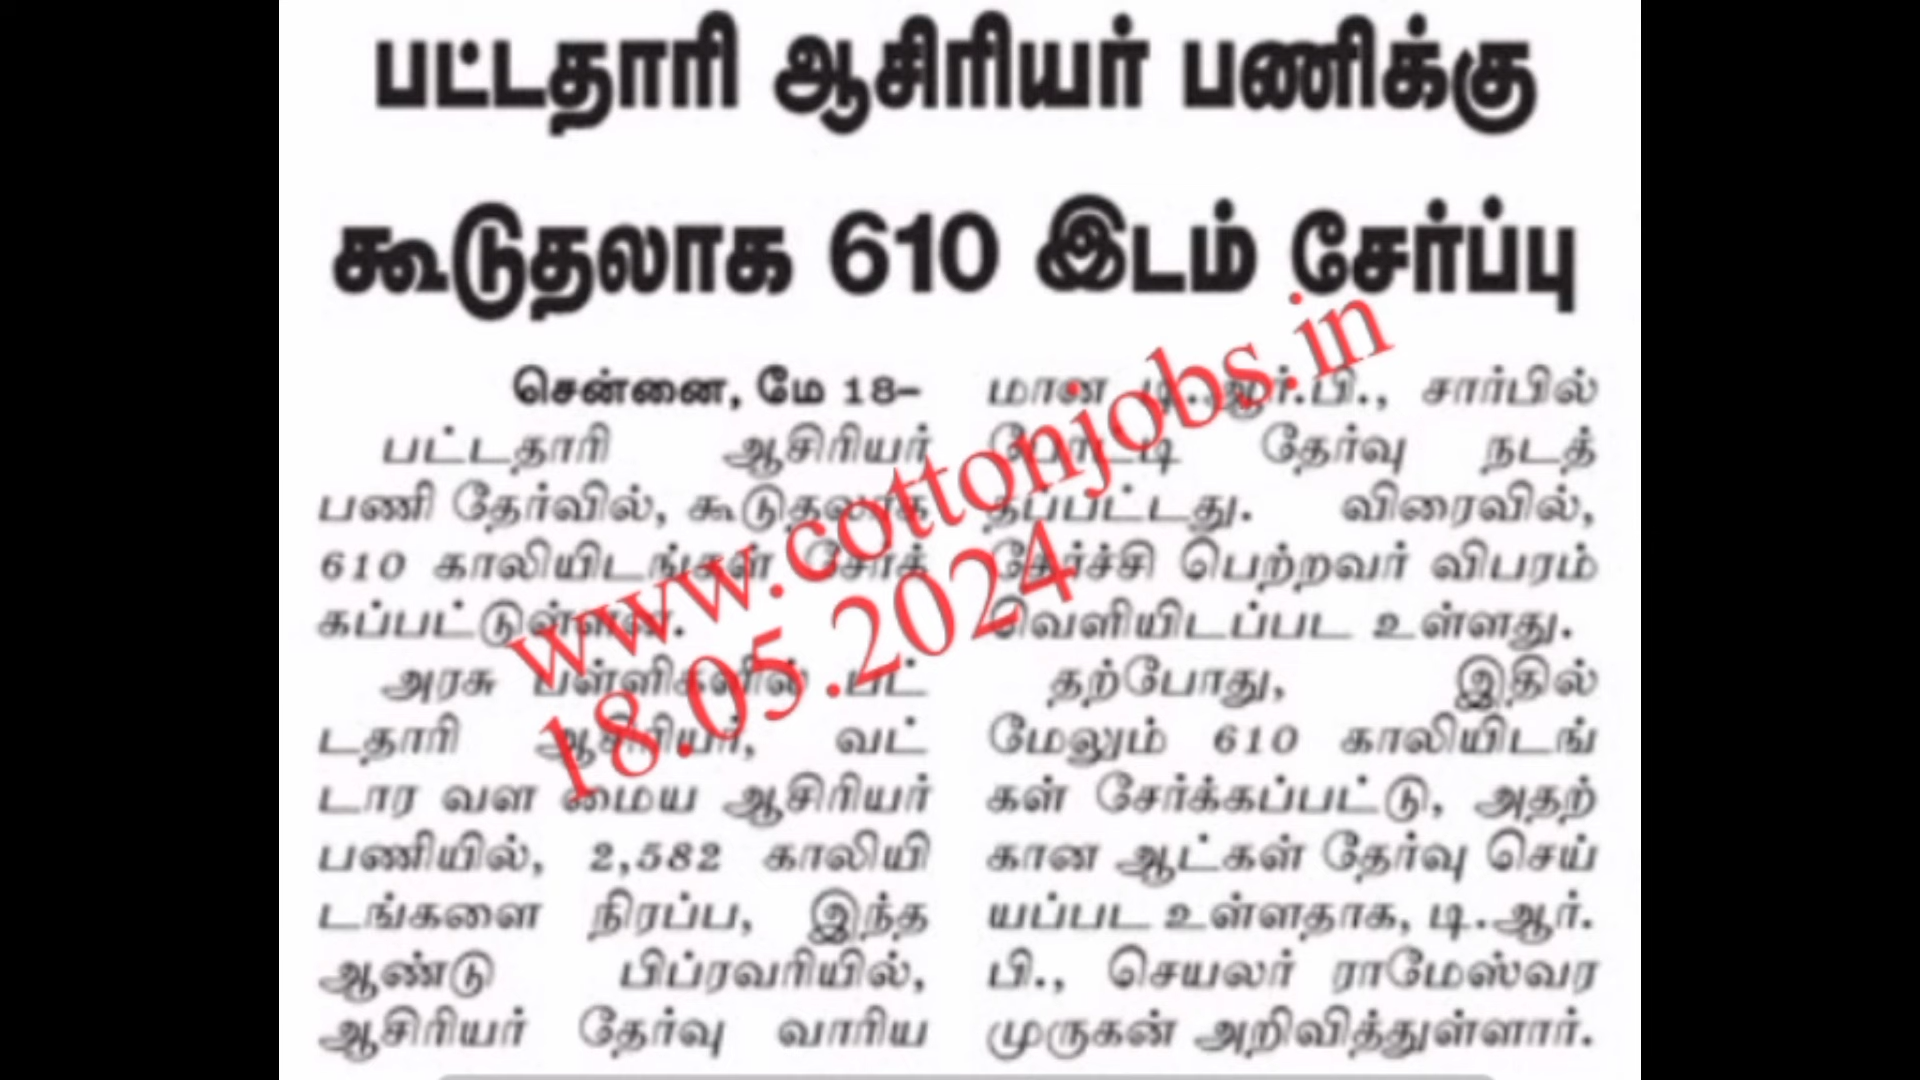 பட்டதாரி ஆசிரியர் பணிக்கு
கூடுதலாக 610 இடம் சேர்ப்பு
சென்னை, மே 18–
பட்டதாரி ஆசிரியர்
பணி தேர்வில், கூடுதலாக
610 காலியிடங்கள் சேர்க்
கப்பட்டுள்ளன.
அரசு பள்ளிகளில் பட்
டதாரி ஆசிரியர், வட்
டார வள மைய ஆசிரியர்
பணியில், 2,582 காலியி
டங்களை நிரப்ப, இந்த
ஆண்டு பிப்ரவரியில்,
ஆசிரியர் தேர்வு வாரிய
மான டி.ஆர்.பி., சார்பில்
போட்டி தேர்வு நடத்
தப்பட்டது. விரைவில்,
தேர்ச்சி பெற்றவர் விபரம்
வெளியிடப்பட உள்ளது.
தற்போது, இதில்
மேலும் 610 காலியிடங்
கள் சேர்க்கப்பட்டு, அதற்
கான ஆட்கள் தேர்வு செய்
யப்பட உள்ளதாக, டி.ஆர்.
பி., செயலர் ராமேஸ்வர
முருகன் அறிவித்துள்ளார்.
www.cottonjobs.in
18.05.2024